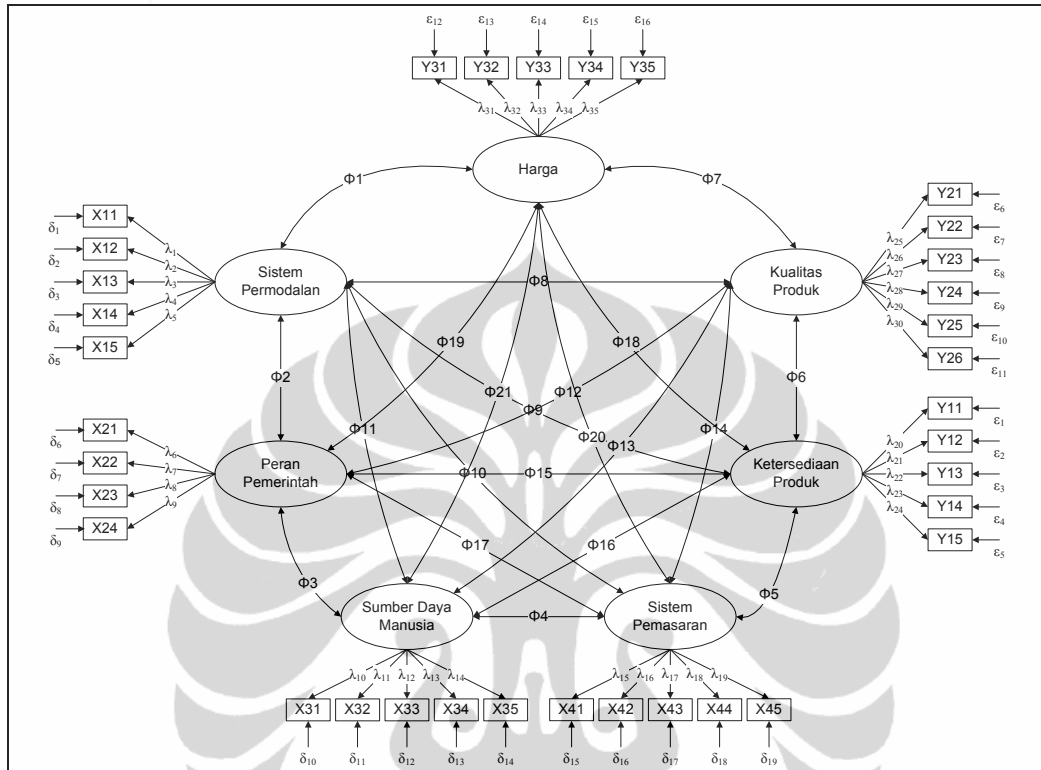 ε12 ε13 ε14 ε15 ε16
Y31 Y32 Y33 Y34 Y35
λ31 λ32 λ33 λ34 λ35
Harga
Φ1
Φ7
X11
X12
X13
X14
X15
δ1
δ2
δ3
δ4
δ5
λ1
λ2
λ3
λ4
λ5
Sistem
Permodalan
Φ8
Kualitas
Produk
λ25
λ26
λ27
λ28
λ29
λ30
Y21
Y22
Y23
Y24
Y25
Y26
ε6
ε7
ε8
ε9
ε10
ε11
Φ19
Φ18
Φ2
Φ21
Φ12
Φ9
Φ6
Φ11
Φ20
Φ13
Φ14
Φ10
Φ15
X21
X22
X23
X24
δ6
δ7
δ8
δ9
λ6
λ7
λ8
λ9
Peran
Pemerintah
Ketersediaan
Produk
λ20
λ21
λ22
λ23
λ24
Y11
Y12
Y13
Y14
Y15
ε1
ε2
ε3
ε4
ε5
Φ17
Φ16
Φ3
Φ5
Sumber Daya
Manusia
Φ4
Sistem
Pemasaran
λ10 λ11 λ12 λ13 λ14
λ15 λ16 λ17 λ18 λ19
X31 X32 X33 X34 X35
X41 X42 X43 X44 X45
δ10 δ11 δ12 δ13 δ14
δ15 δ16 δ17 δ18 δ19